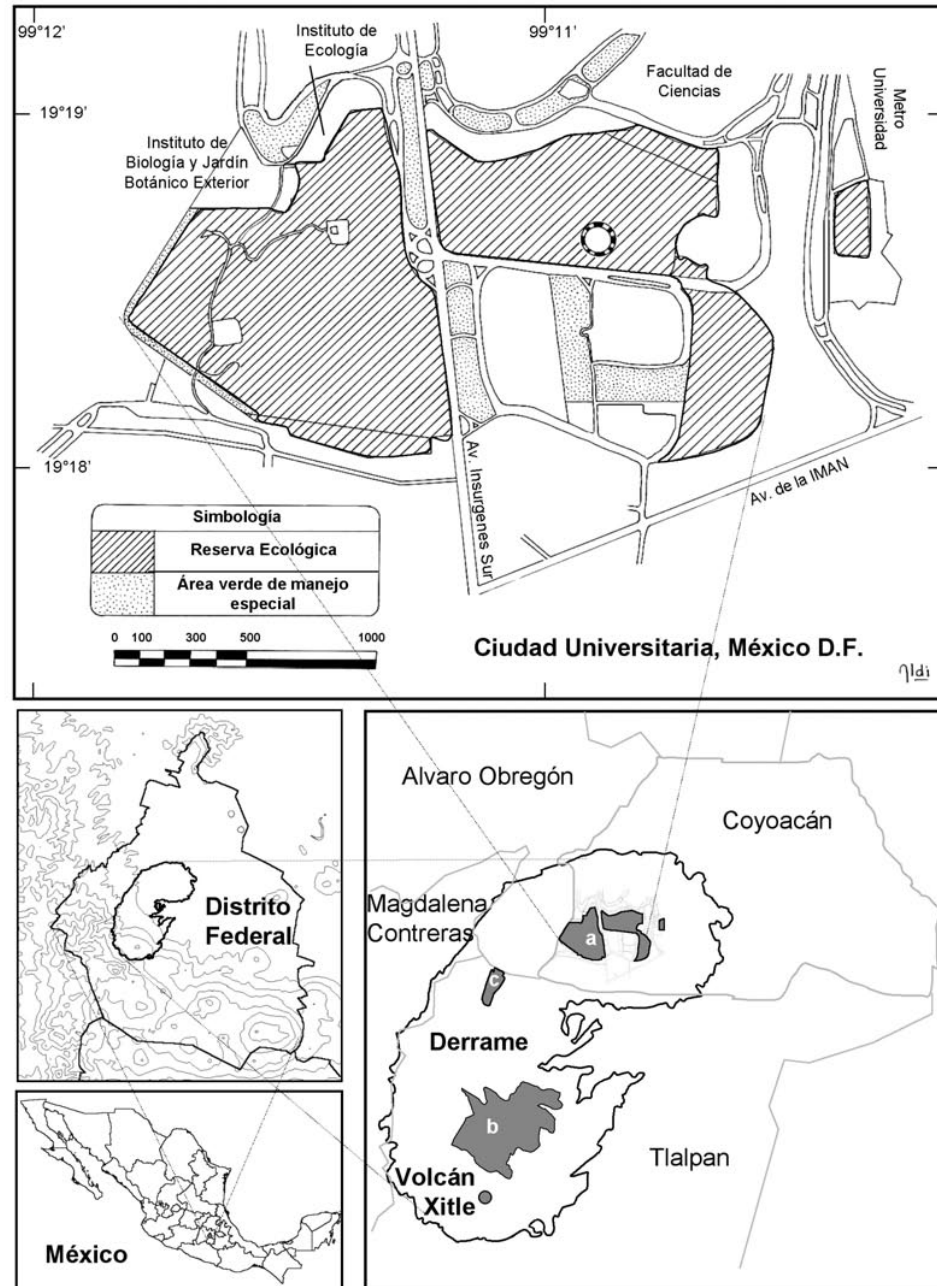 99°12'
99°11'
Instituto de
Ecología
Facultad de
Ciencias
Metro
Universidad
19°19'
Instituto de
Biología y Jardín
Botánico Exterior
19°18'
Av. Insurgenes Sur
Av. de la IMAN
Simbología
Reserva Ecológica
Área verde de manejo
especial
0 100 300 500 1000
Ciudad Universitaria, México D.F.
Alvaro Obregón
Coyoacán
Distrito
Federal
Magdalena
Contreras
a
c
Derrame
b
Tlalpan
Volcán
Xitle
México